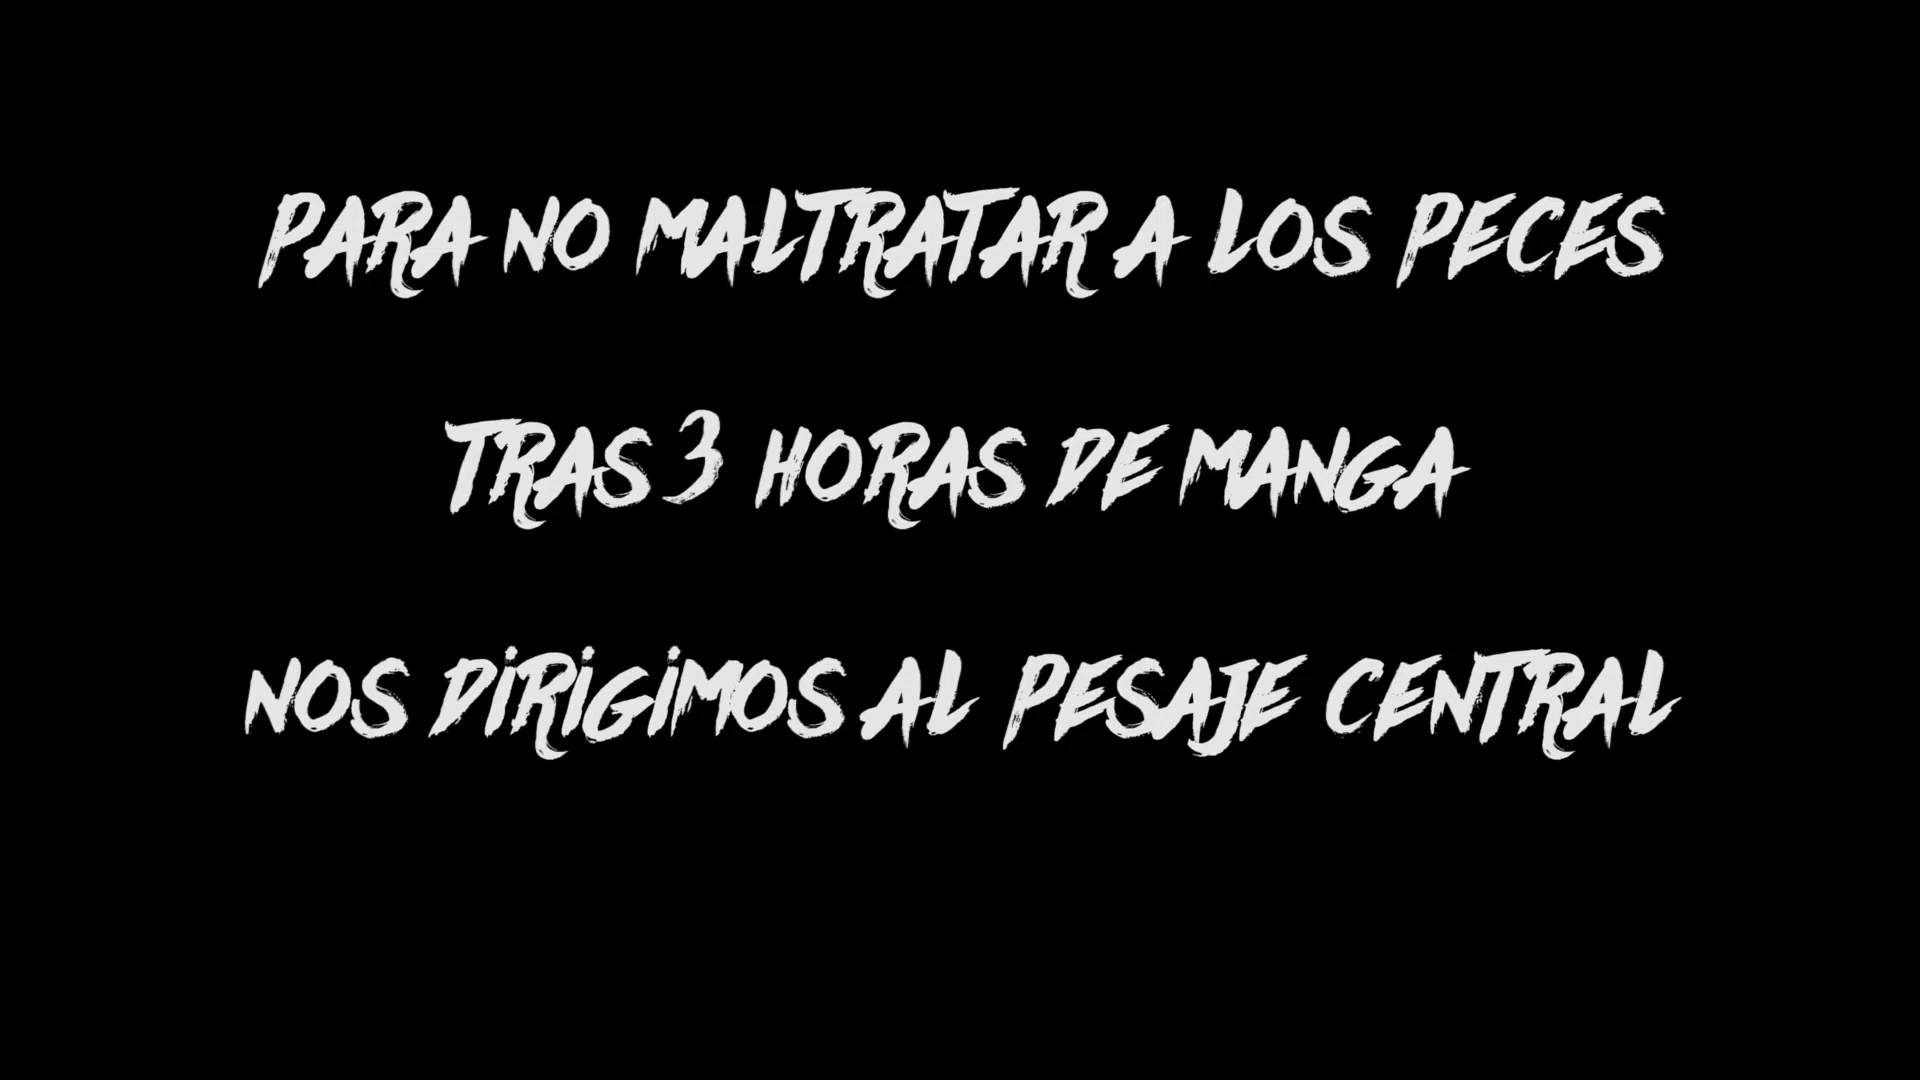 PARA NO MALTRATAR A LOS PECES
TRAS 3 HORAS DE MANGA
NOS DIRIGIMOS AL PESAJE CENTRAL